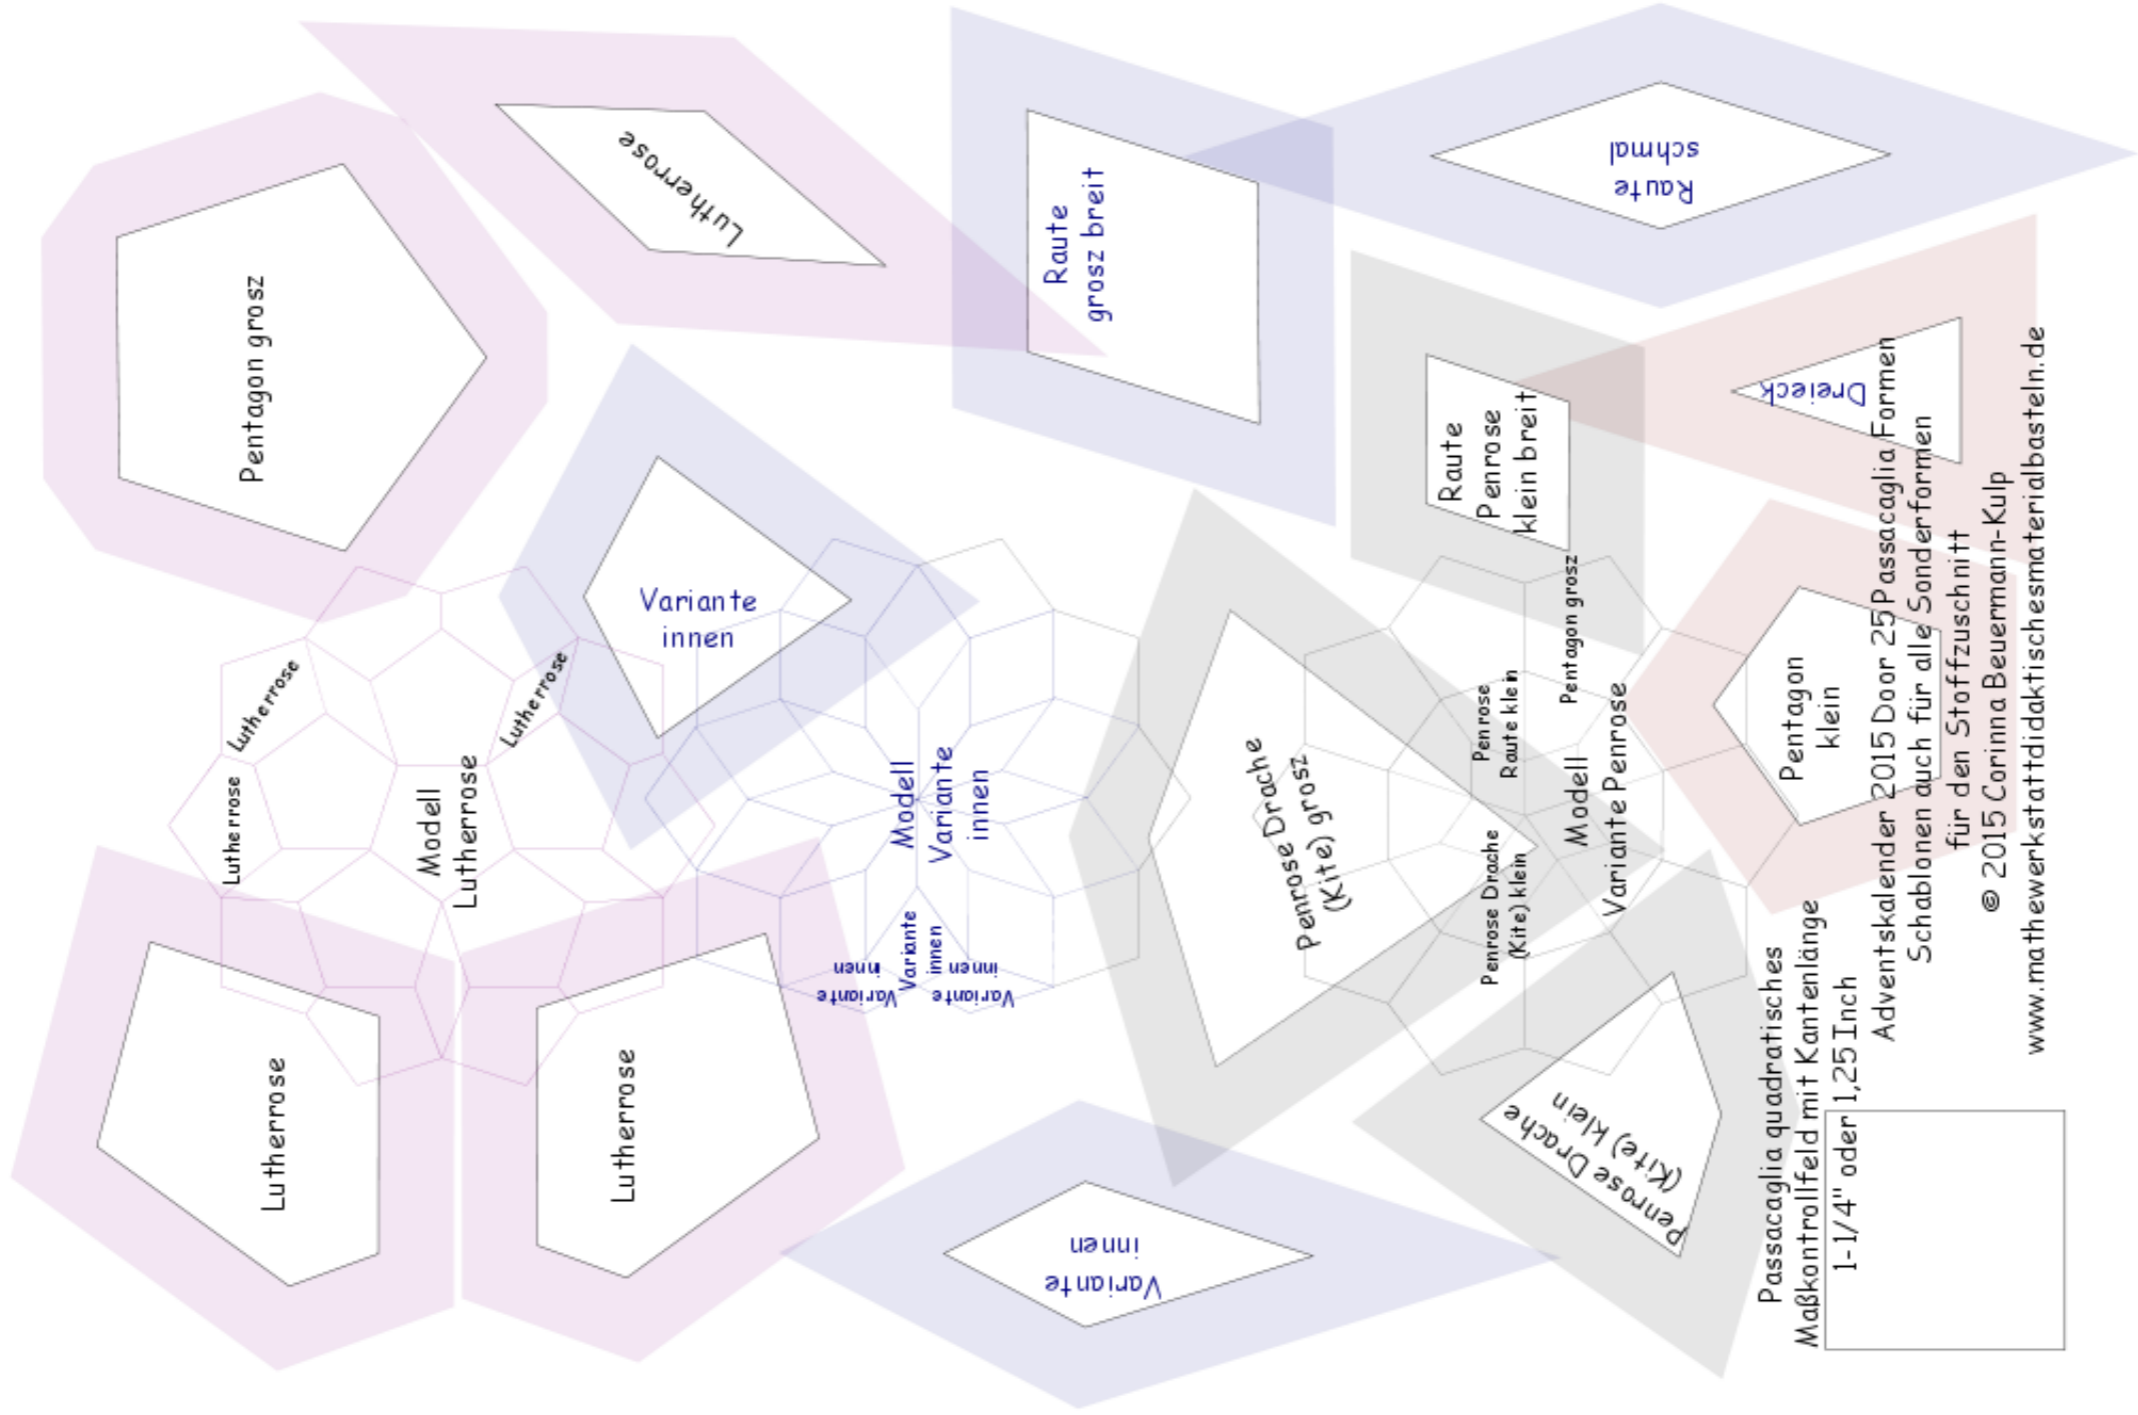 Pentagon grosz
Lutherrose
Raute
grosz breit
Raute
schmal
Dreieck
Raute
Penrose
klein breit
Variante
innen
Lutherrose
Lutherrose
Lutherrose
Modell
Lutherrose
Modell
Variante
innen
Variante
innen
Variante
innen
Variante
innen
Penrose Drache
(Kite) grosz
Penrose
Raute klein
Pentagon grosz
Modell
Variante Penrose
Penrose Drache
(Kite) klein
Pentagon
klein
Lutherrose
Lutherrose
Variante
innen
Penrose Drache
(Kite) klein
Passacaglia quadratisches
Maßkontrollfeld mit Kantenlänge
1-1/4" oder 1,25 Inch
Adventskalender 2015 Door 25 Passacaglia Formen
Schablonen auch für alle Sonderformen
für den Stoffzuschnitt
© 2015 Corinna Beuermann-Kulp
www.mathewerkstattdidaktischesmaterialbasteln.de